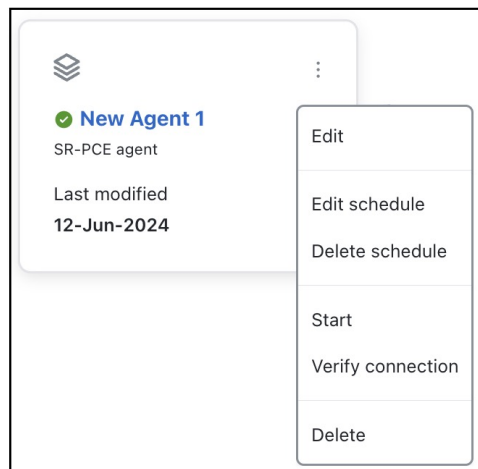 New Agent 1
SR-PCE agent
Last modified
12-Jun-2024
Edit
Edit schedule
Delete schedule
Start
Verify connection
Delete